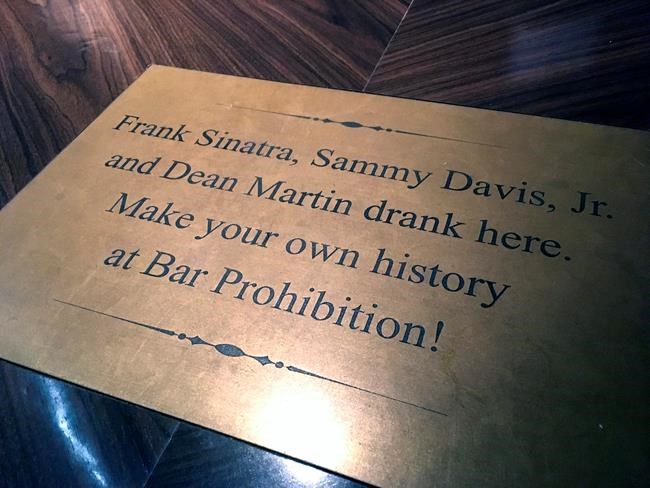 Frank Sinatra, Sammy Davis, Jr.
and Dean Martin drank here.
Make your own history
at Bar Prohibition!